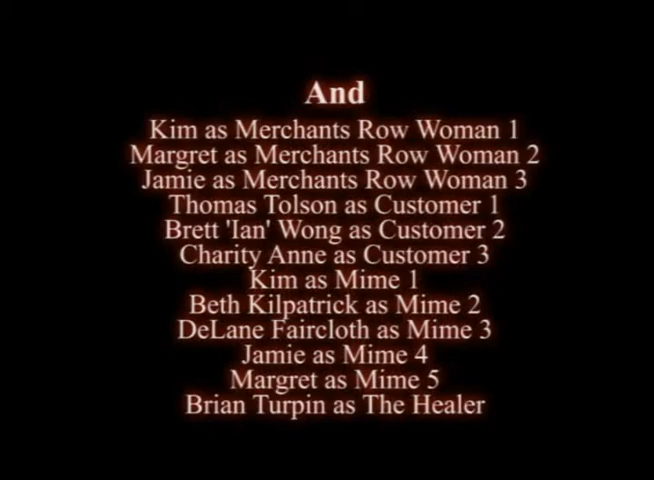 And
Kim as Merchants Row Woman 1
Margret as Merchants Row Woman 2
Jamie as Merchants Row Woman 3
Thomas Tolson as Customer 1
Brett 'Ian' Wong as Customer 2
Charity Anne as Customer 3
Kim as Mime 1
Beth Kilpatrick as Mime 2
DeLane Faircloth as Mime 3
Jamie as Mime 4
Margret as Mime 5
Brian Turpin as The Healer